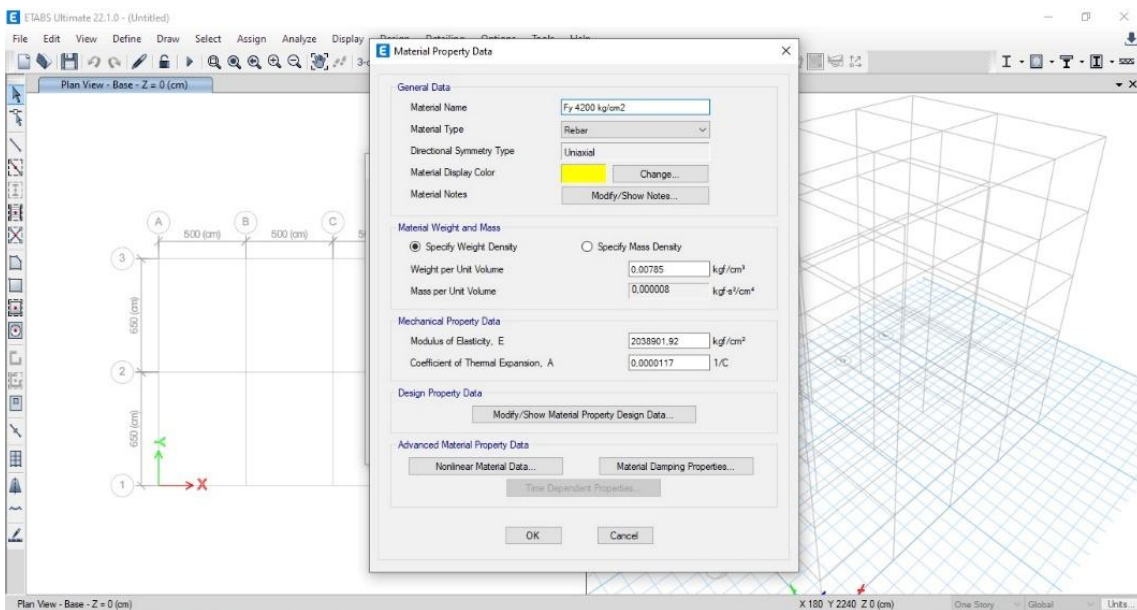 ETABS Ultimate 22.1.0 - (Untitled)
File Edit View Define Draw Select Assign Analyze Display Design Detailing Options Tools Help
Plan View - Base - Z = 0 (cm)
Material Property Data
General Data
Material Name Fy 4200 kg/cm2
Material Type Rebar
Directional Symmetry Type Uniaxial
Material Display Color Change...
Material Notes Modify/Show Notes...
Material Weight and Mass
Specify Weight Density Specify Mass Density
Weight per Unit Volume 0.00785 kgf/cm³
Mass per Unit Volume 0,000008 kgf-s²/cm⁴
Mechanical Property Data
Modulus of Elasticity, E 2038901,92 kgf/cm²
Coefficient of Thermal Expansion, A 0.0000117 1/C
Design Property Data
Modify/Show Material Property Design Data...
Advanced Material Property Data
Nonlinear Material Data... Material Damping Properties...
Time Dependent Properties...
OK Cancel
A B C
500 (cm) 500 (cm)
3
650 (cm)
2
650 (cm)
1
Y
X
Plan View - Base - Z = 0 (cm) X 180 Y 2240 Z 0 (cm) One Story Global Units...